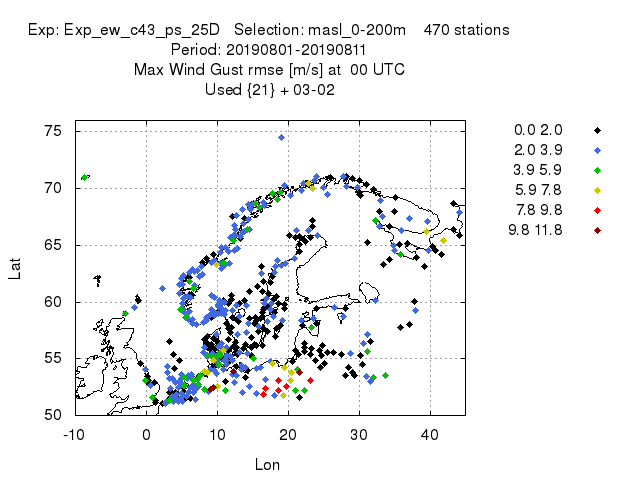 Exp: Exp_ew_c43_ps_25D Selection: masl_0-200m 470 stations
Period: 20190801-20190811
Max Wind Gust rmse [m/s] at 00 UTC
Used {21} + 03-02
0.0 2.0
2.0 3.9
3.9 5.9
5.9 7.8
7.8 9.8
9.8 11.8
75
70
65
60
55
50
Lat
-10 0 10 20 30 40
Lon